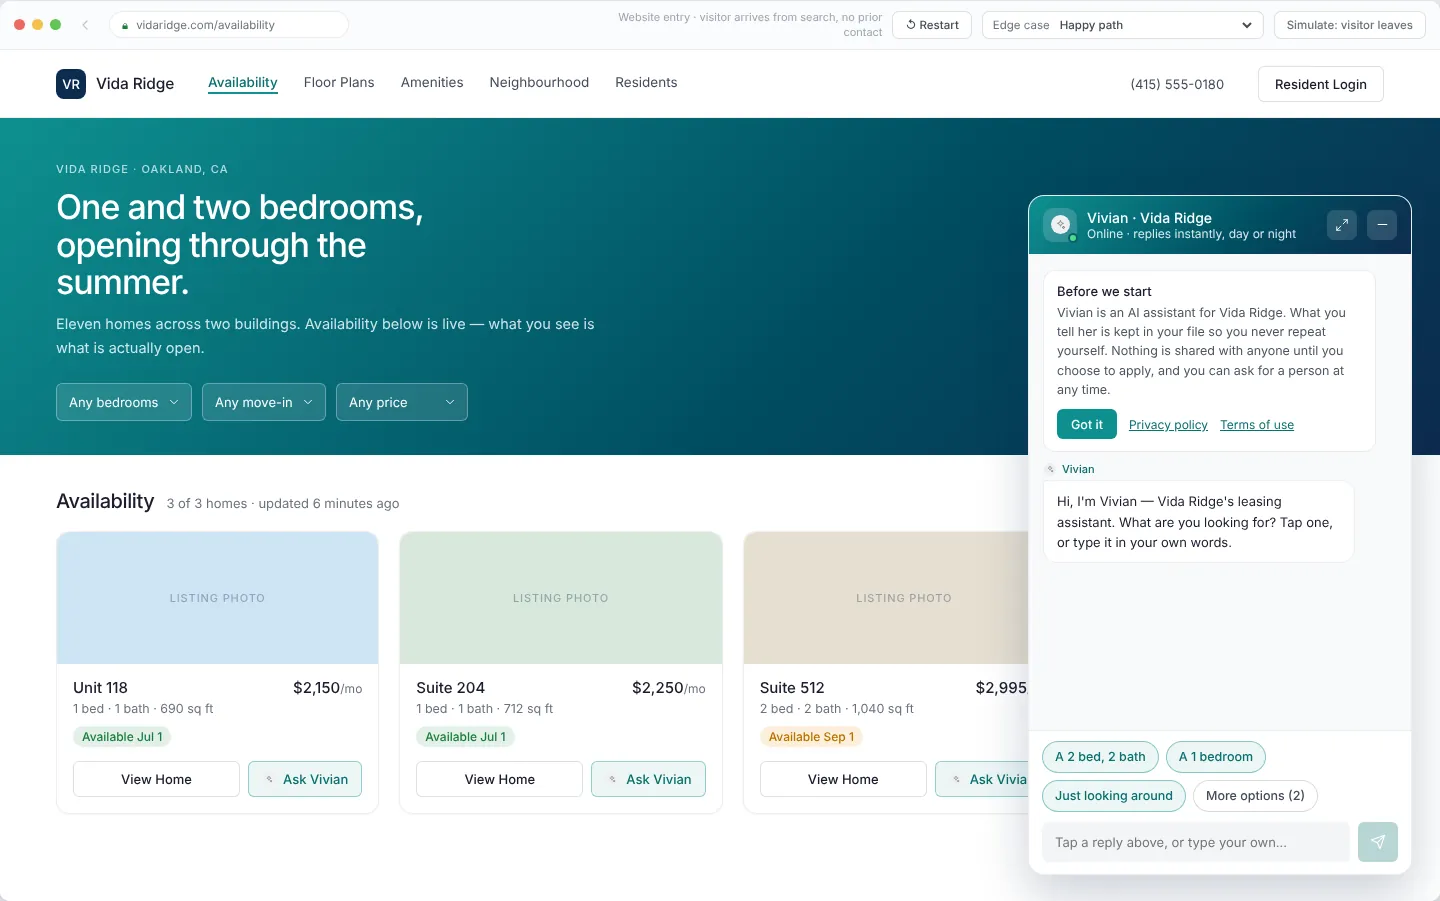 vidaridge.com/availability
Website entry · visitor arrives from search, no prior
contact
Restart
Edge case Happy path
Simulate: visitor leaves
VR Vida Ridge
Availability
Floor Plans
Amenities
Neighbourhood
Residents
(415) 555-0180
Resident Login
VIDA RIDGE · OAKLAND, CA
One and two bedrooms,
opening through the
summer.
Eleven homes across two buildings. Availability below is live — what you see is
what is actually open.
Any bedrooms
Any move-in
Any price
Availability 3 of 3 homes · updated 6 minutes ago
LISTING PHOTO
Unit 118 $2,150/mo
1 bed · 1 bath · 690 sq ft
Available Jul 1
View Home
Ask Vivian
LISTING PHOTO
Suite 204 $2,250/mo
1 bed · 1 bath · 712 sq ft
Available Jul 1
View Home
Ask Vivian
LISTING PHOTO
Suite 512 $2,995
2 bed · 2 bath · 1,040 sq ft
Available Sep 1
View Home
Ask Vivia
Vivian · Vida Ridge
Online · replies instantly, day or night
Before we start
Vivian is an AI assistant for Vida Ridge. What you
tell her is kept in your file so you never repeat
yourself. Nothing is shared with anyone until you
choose to apply, and you can ask for a person at
any time.
Got it
Privacy policy
Terms of use
Vivian
Hi, I'm Vivian — Vida Ridge's leasing
assistant. What are you looking for? Tap one,
or type it in your own words.
A 2 bed, 2 bath
A 1 bedroom
Just looking around
More options (2)
Tap a reply above, or type your own...